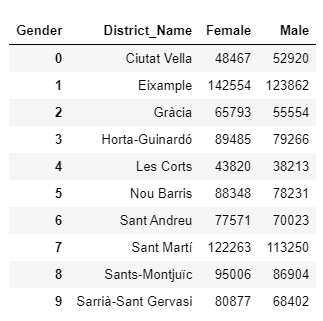 Gender District_Name Female Male
0 Ciutat Vella 48467 52920
1 Eixample 142554 123862
2 Gràcia 65793 55554
3 Horta-Guinardó 89485 79266
4 Les Corts 43820 38213
5 Nou Barris 88348 78231
6 Sant Andreu 77571 70023
7 Sant Martí 122263 113250
8 Sants-Montjuïc 95006 86904
9 Sarrià-Sant Gervasi 80877 68402